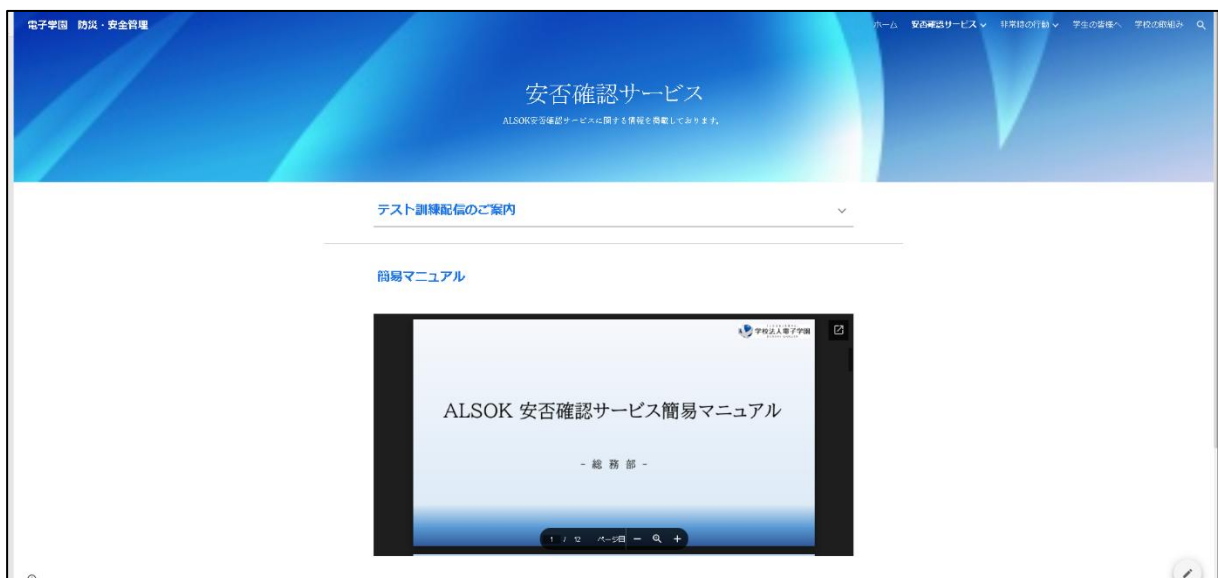 電子学園 防災・安全管理
ホーム 安否確認サービス 非常時の行動 学生の皆様へ 学校の取組み
安否確認サービス
ALSOK安否確認サービスに関する情報を掲載しております。
テスト訓練配信のご案内
簡易マニュアル
学校法人電子学園
ALSOK 安否確認サービス簡易マニュアル
- 総 務 部 -
1 / 12 ページ目